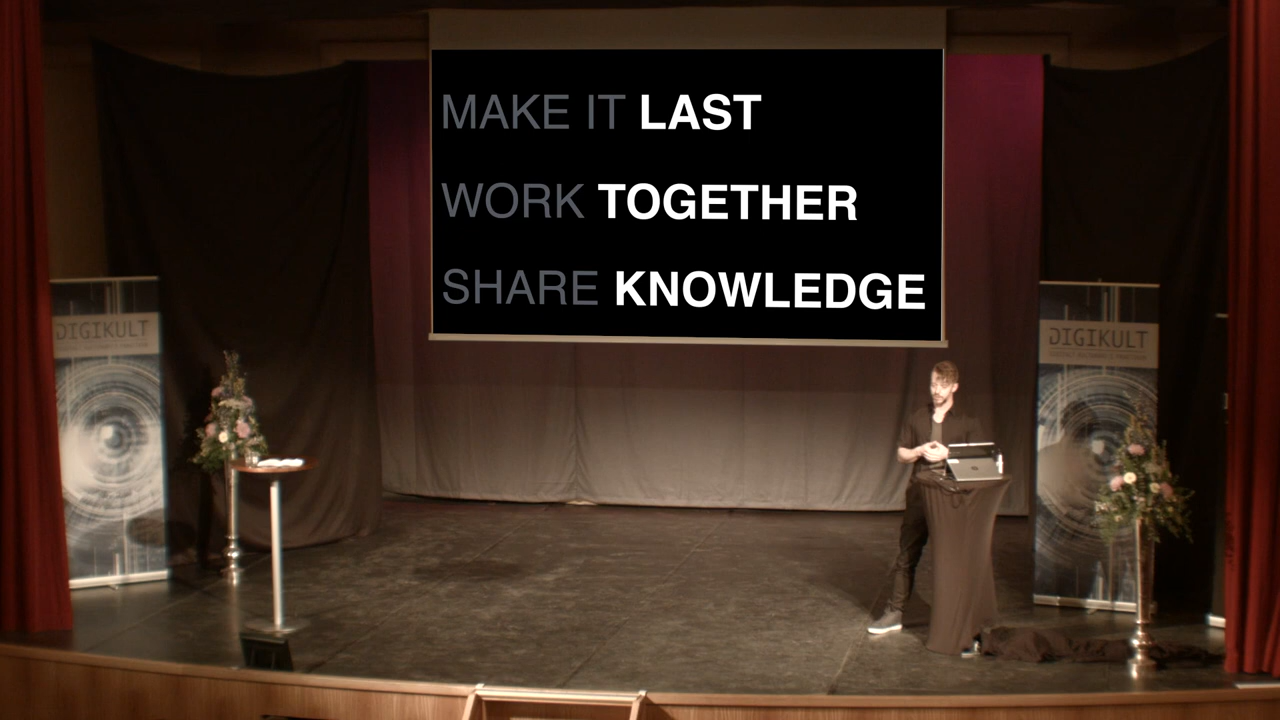 MAKE IT LAST
WORK TOGETHER
SHARE KNOWLEDGE
DIGIKULT
DIGIKULT